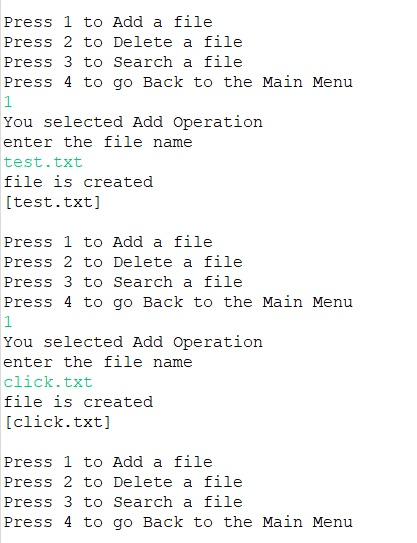 Press 1 to Add a file
Press 2 to Delete a file
Press 3 to Search a file
Press 4 to go Back to the Main Menu
1
You selected Add Operation
enter the file name
test.txt
file is created
[test.txt]
Press 1 to Add a file
Press 2 to Delete a file
Press 3 to Search a file
Press 4 to go Back to the Main Menu
1
You selected Add Operation
enter the file name
click.txt
file is created
[click.txt]
Press 1 to Add a file
Press 2 to Delete a file
Press 3 to Search a file
Press 4 to go Back to the Main Menu